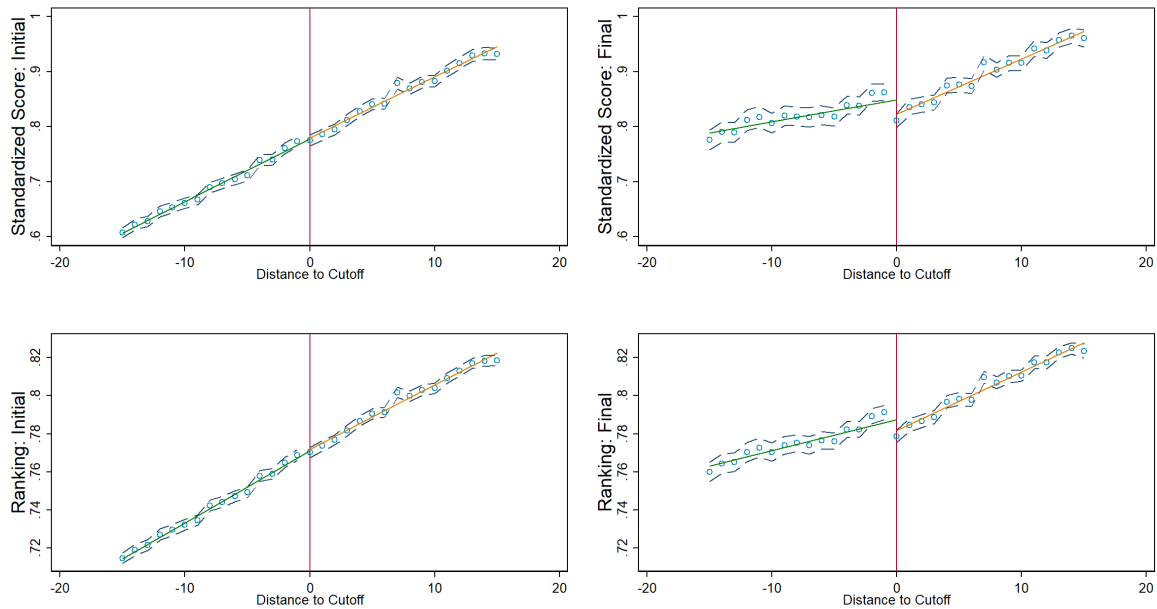 Standardized Score: Initial
1
.9
.8
.7
.6
-20 -10 0 10 20
Distance to Cutoff
Standardized Score: Final
1
.9
.8
.7
.6
-20 -10 0 10 20
Distance to Cutoff
Ranking: Initial
.82
.8
.78
.76
.74
.72
-20 -10 0 10 20
Distance to Cutoff
Ranking: Final
.82
.8
.78
.76
.74
.72
-20 -10 0 10 20
Distance to Cutoff